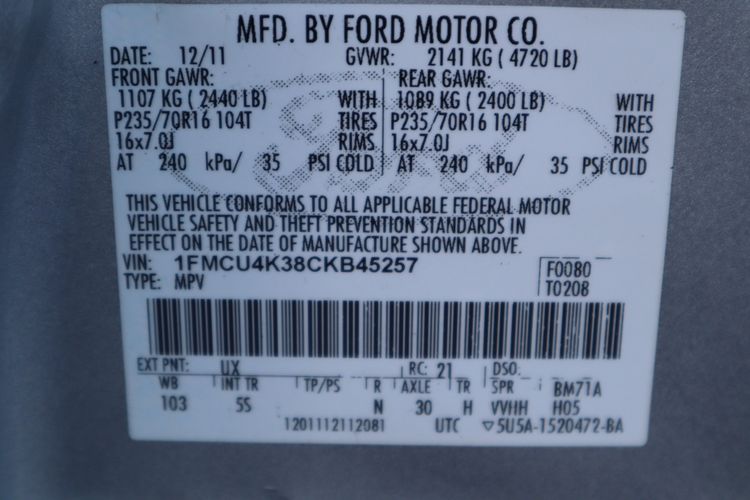 MFD. BY FORD MOTOR CO.
DATE: 12/11 GVWR: 2141 KG ( 4720 LB)
FRONT GAWR: REAR GAWR:
1107 KG ( 2440 LB) WITH 1089 KG ( 2400 LB) WITH
P235/70R16 104T TIRES P235/70R16 104T TIRES
16x7.0J RIMS 16x7.0J RIMS
AT 240 kPa/ 35 PSI COLD AT 240 kPa/ 35 PSI COLD
THIS VEHICLE CONFORMS TO ALL APPLICABLE FEDERAL MOTOR
VEHICLE SAFETY AND THEFT PREVENTION STANDARDS IN
EFFECT ON THE DATE OF MANUFACTURE SHOWN ABOVE.
VIN: 1FMCU4K38CKB45257 F0080
TYPE: MPV T0208
EXT PNT: UX RC: 21 DSO:
WB INT TR TP/PS R AXLE TR SPR BM71A
103 5S N 30 H VVHH H05
1201112112081 UTC ▽5U5A-1520472-BA